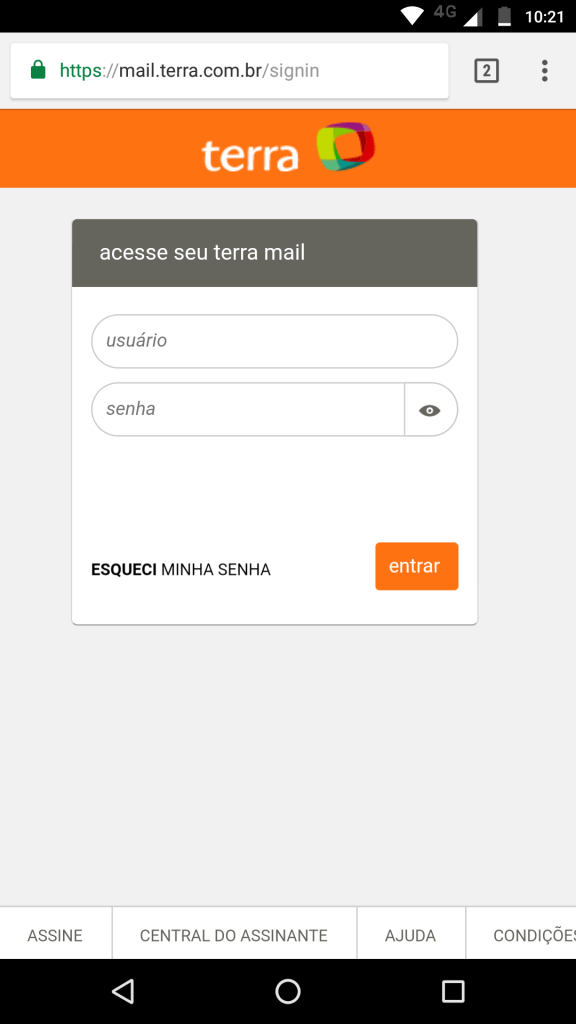 4G 10:21
https://mail.terra.com.br/signin 2
terra
acesse seu terra mail
usuário
senha
ESQUECI MINHA SENHA entrar
ASSINE CENTRAL DO ASSINANTE AJUDA CONDIÇÕES